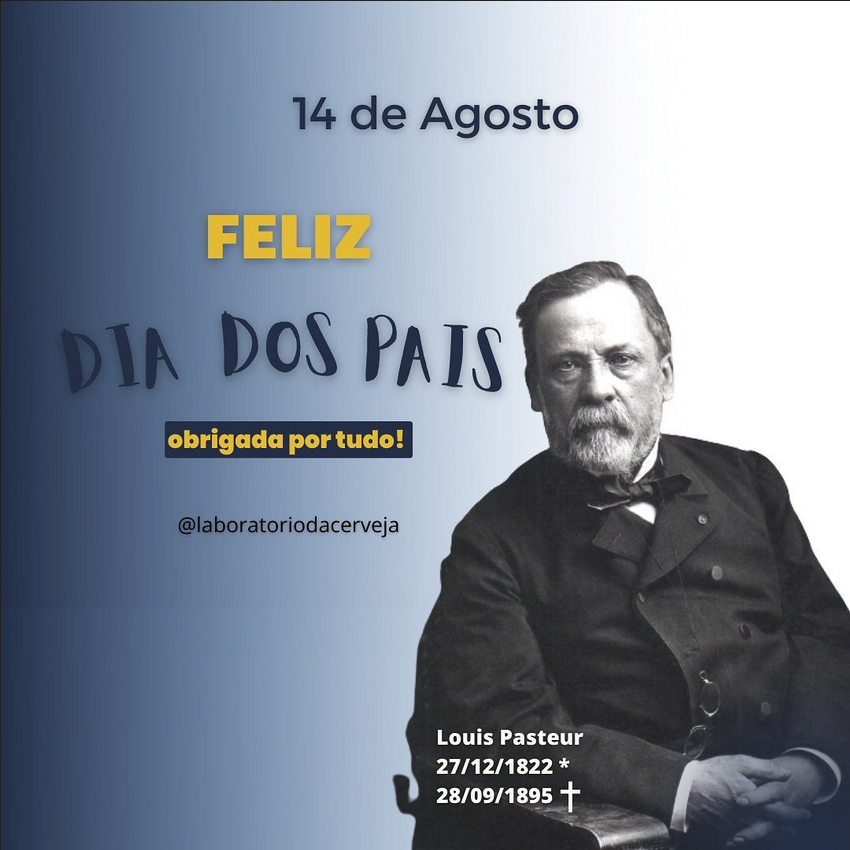 14 de Agosto
FELIZ
DIA DOS PAIS
obrigada por tudo!
@laboratoriodacerveja
Louis Pasteur
27/12/1822 *
28/09/1895 ✝